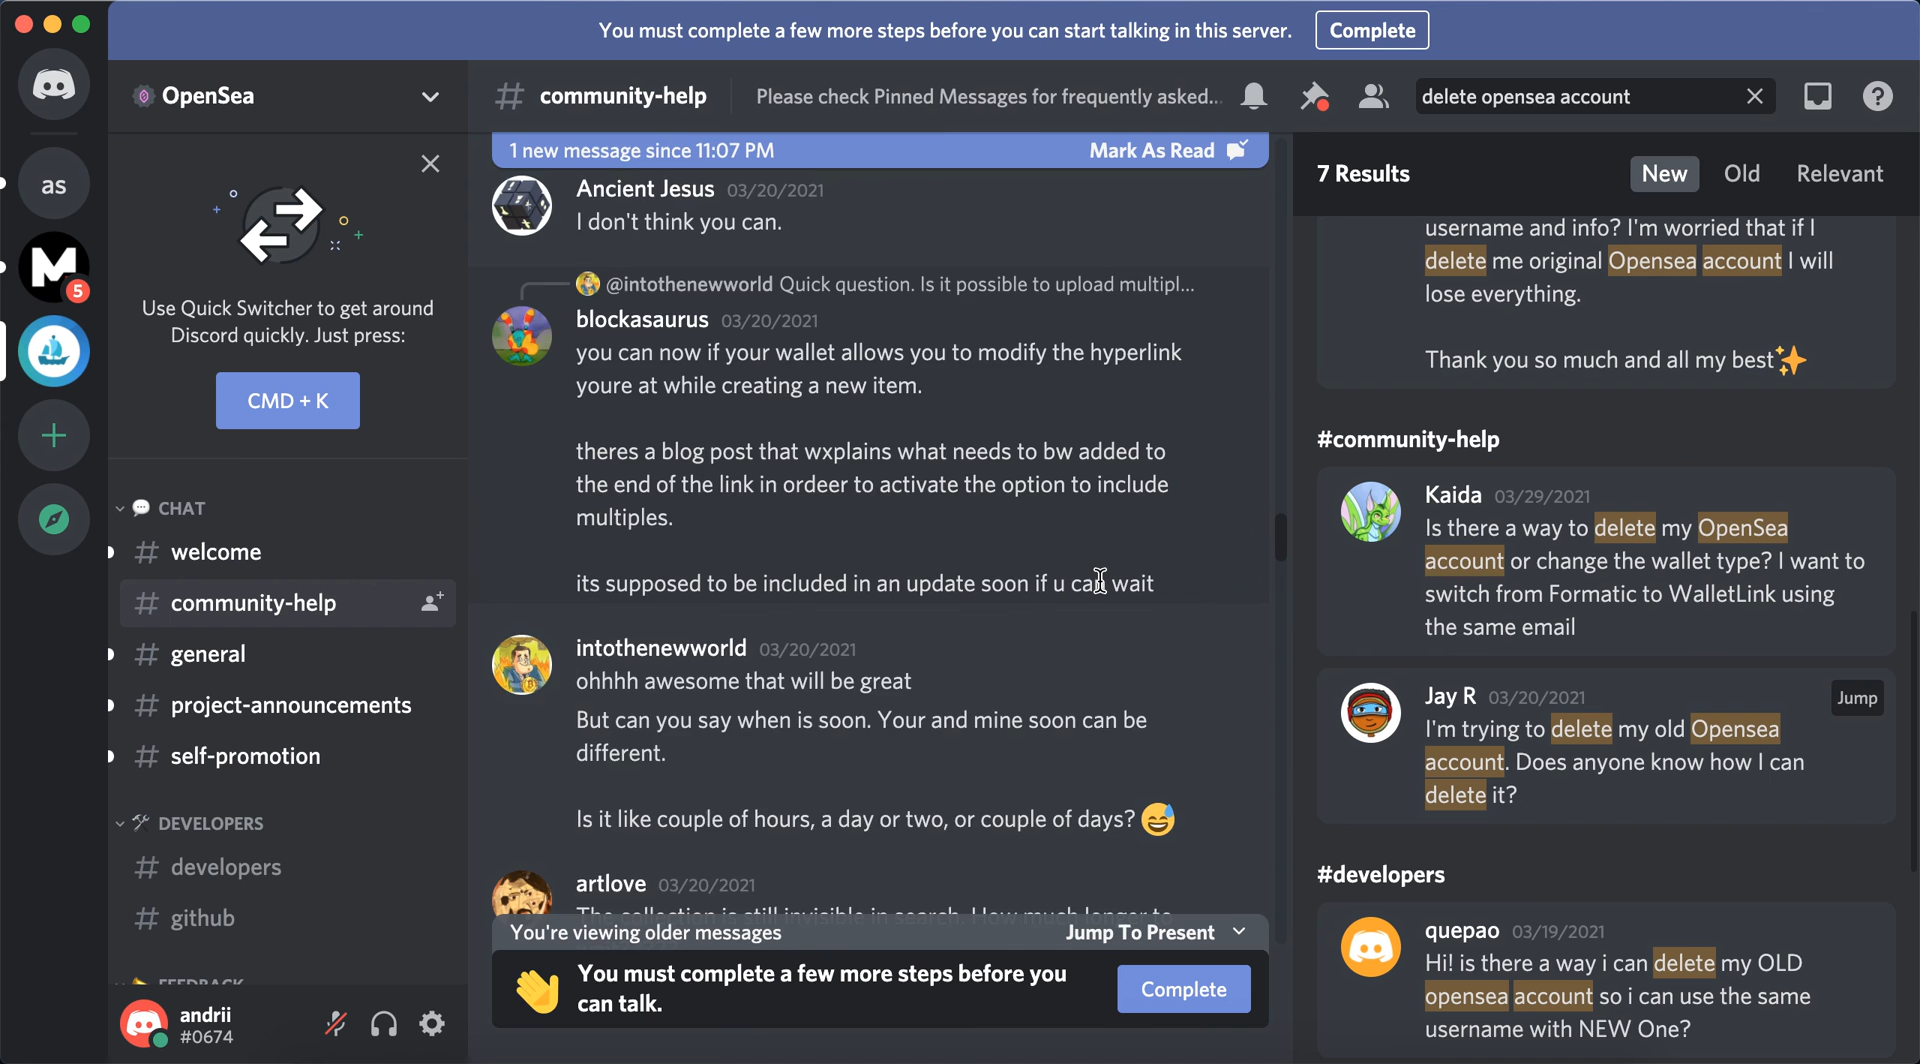 You must complete a few more steps before you can start talking in this server.
Complete
OpenSea
community-help
Please check Pinned Messages for frequently asked...
delete opensea account
as
M
5
Use Quick Switcher to get around
Discord quickly. Just press:
CMD + K
CHAT
# welcome
# community-help
# general
# project-announcements
# self-promotion
DEVELOPERS
# developers
# github
FEEDBACK
andrii
#0674
1 new message since 11:07 PM
Mark As Read
Ancient Jesus 03/20/2021
I don't think you can.
@intothenewworld Quick question. Is it possible to upload multipl...
blockasaurus 03/20/2021
you can now if your wallet allows you to modify the hyperlink
youre at while creating a new item.
theres a blog post that wxplains what needs to bw added to
the end of the link in ordeer to activate the option to include
multiples.
its supposed to be included in an update soon if u can wait
intothenewworld 03/20/2021
ohhhh awesome that will be great
But can you say when is soon. Your and mine soon can be
different.
Is it like couple of hours, a day or two, or couple of days? 😅
artlove 03/20/2021
The collection is still invisible in search. How much longer to
You're viewing older messages
Jump To Present
You must complete a few more steps before you
can talk.
Complete
7 Results
New
Old
Relevant
username and info? I'm worried that if I
delete me original Opensea account I will
lose everything.
Thank you so much and all my best✨
#community-help
Kaida 03/29/2021
Is there a way to delete my OpenSea
account or change the wallet type? I want to
switch from Formatic to WalletLink using
the same email
Jay R 03/20/2021
Jump
I'm trying to delete my old Opensea
account. Does anyone know how I can
delete it?
#developers
quepao 03/19/2021
Hi! is there a way i can delete my OLD
opensea account so i can use the same
username with NEW One?